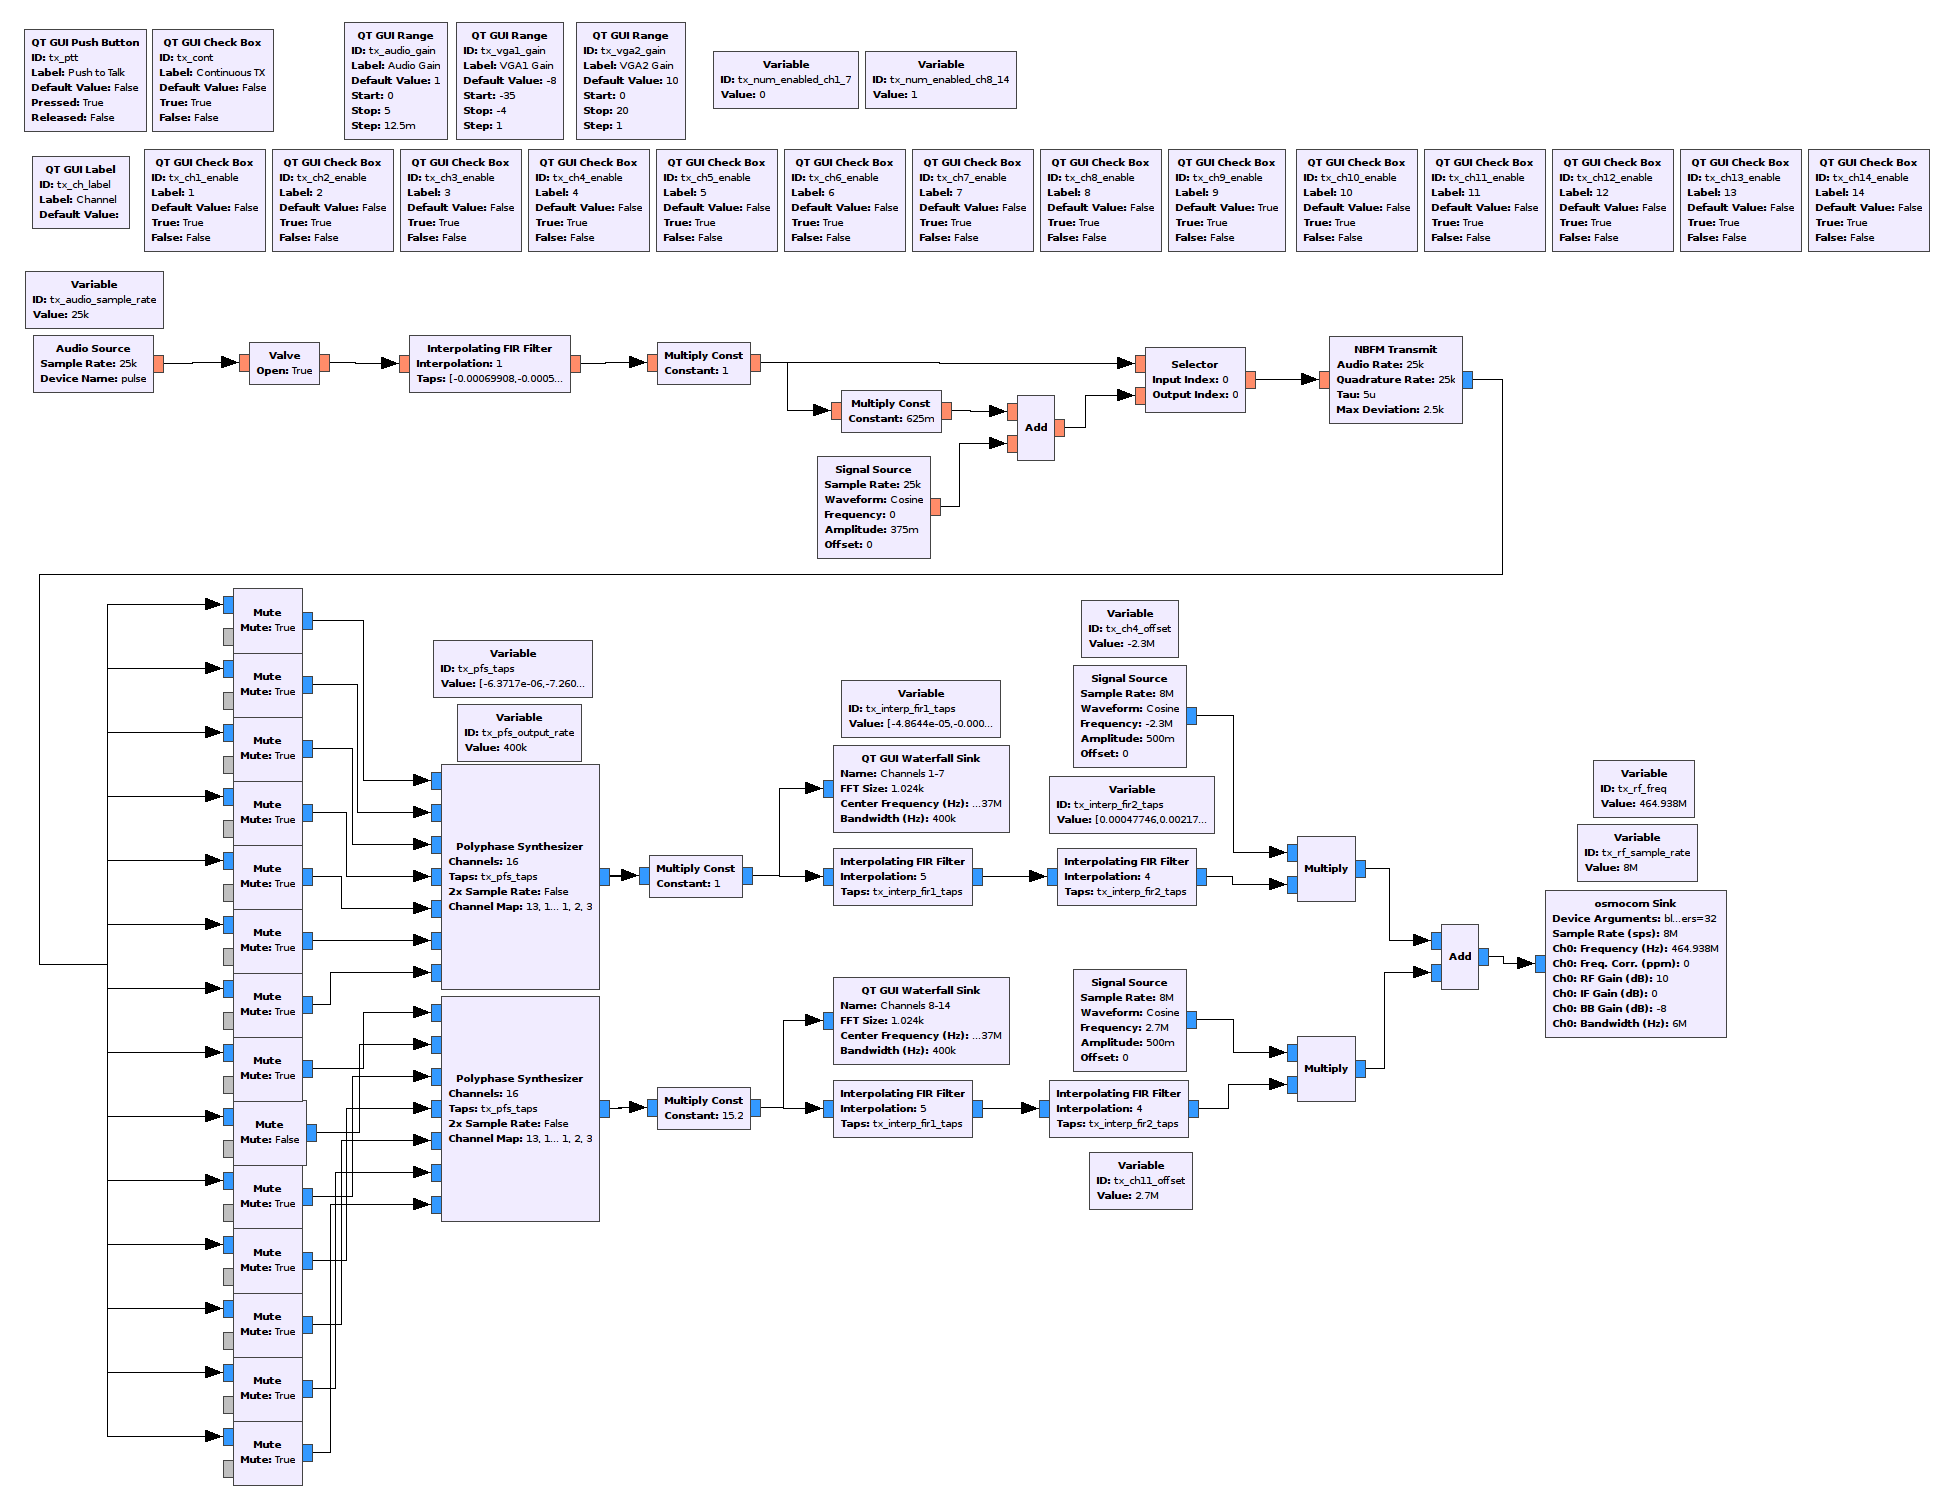 QT GUI Push Button
ID: tx_ptt
Label: Push to Talk
Default Value: False
Pressed: True
Released: False
QT GUI Check Box
ID: tx_cont
Label: Continuous TX
Default Value: False
True: True
False: False
QT GUI Range
ID: tx_audio_gain
Label: Audio Gain
Default Value: 1
Start: 0
Stop: 5
Step: 12.5m
QT GUI Range
ID: tx_vga1_gain
Label: VGA1 Gain
Default Value: -8
Start: -35
Stop: -4
Step: 1
QT GUI Range
ID: tx_vga2_gain
Label: VGA2 Gain
Default Value: 10
Start: 0
Stop: 20
Step: 1
Variable
ID: tx_num_enabled_ch1_7
Value: 0
Variable
ID: tx_num_enabled_ch8_14
Value: 1
QT GUI Label
ID: tx_ch_label
Label: Channel
Default Value:
QT GUI Check Box
ID: tx_ch1_enable
Label: 1
Default Value: False
True: True
False: False
QT GUI Check Box
ID: tx_ch2_enable
Label: 2
Default Value: False
True: True
False: False
QT GUI Check Box
ID: tx_ch3_enable
Label: 3
Default Value: False
True: True
False: False
QT GUI Check Box
ID: tx_ch4_enable
Label: 4
Default Value: False
True: True
False: False
QT GUI Check Box
ID: tx_ch5_enable
Label: 5
Default Value: False
True: True
False: False
QT GUI Check Box
ID: tx_ch6_enable
Label: 6
Default Value: False
True: True
False: False
QT GUI Check Box
ID: tx_ch7_enable
Label: 7
Default Value: False
True: True
False: False
QT GUI Check Box
ID: tx_ch8_enable
Label: 8
Default Value: False
True: True
False: False
QT GUI Check Box
ID: tx_ch9_enable
Label: 9
Default Value: True
True: True
False: False
QT GUI Check Box
ID: tx_ch10_enable
Label: 10
Default Value: False
True: True
False: False
QT GUI Check Box
ID: tx_ch11_enable
Label: 11
Default Value: False
True: True
False: False
QT GUI Check Box
ID: tx_ch12_enable
Label: 12
Default Value: False
True: True
False: False
QT GUI Check Box
ID: tx_ch13_enable
Label: 13
Default Value: False
True: True
False: False
QT GUI Check Box
ID: tx_ch14_enable
Label: 14
Default Value: False
True: True
False: False
Variable
ID: tx_audio_sample_rate
Value: 25k
Audio Source
Sample Rate: 25k
Device Name: pulse
Valve
Open: True
Interpolating FIR Filter
Interpolation: 1
Taps: [-0.00069908,-0.0005...
Multiply Const
Constant: 1
Multiply Const
Constant: 625m
Add
Signal Source
Sample Rate: 25k
Waveform: Cosine
Frequency: 0
Amplitude: 375m
Offset: 0
Selector
Input Index: 0
Output Index: 0
NBFM Transmit
Audio Rate: 25k
Quadrature Rate: 25k
Tau: 5u
Max Deviation: 2.5k
Mute
Mute: True
Mute
Mute: True
Mute
Mute: True
Mute
Mute: True
Mute
Mute: True
Mute
Mute: True
Mute
Mute: True
Mute
Mute: True
Mute
Mute: False
Mute
Mute: True
Mute
Mute: True
Mute
Mute: True
Mute
Mute: True
Mute
Mute: True
Variable
ID: tx_pfs_taps
Value: [-6.3717e-06,-7.260...
Variable
ID: tx_pfs_output_rate
Value: 400k
Polyphase Synthesizer
Channels: 16
Taps: tx_pfs_taps
2x Sample Rate: False
Channel Map: 13, 1... 1, 2, 3
Multiply Const
Constant: 1
Variable
ID: tx_interp_fir1_taps
Value: [-4.8644e-05,-0.000...
QT GUI Waterfall Sink
Name: Channels 1-7
FFT Size: 1.024k
Center Frequency (Hz): ...37M
Bandwidth (Hz): 400k
Interpolating FIR Filter
Interpolation: 5
Taps: tx_interp_fir1_taps
Variable
ID: tx_ch4_offset
Value: -2.3M
Signal Source
Sample Rate: 8M
Waveform: Cosine
Frequency: -2.3M
Amplitude: 500m
Offset: 0
Variable
ID: tx_interp_fir2_taps
Value: [0.00047746,0.00217...
Interpolating FIR Filter
Interpolation: 4
Taps: tx_interp_fir2_taps
Multiply
Polyphase Synthesizer
Channels: 16
Taps: tx_pfs_taps
2x Sample Rate: False
Channel Map: 13, 1... 1, 2, 3
Multiply Const
Constant: 15.2
QT GUI Waterfall Sink
Name: Channels 8-14
FFT Size: 1.024k
Center Frequency (Hz): ...37M
Bandwidth (Hz): 400k
Interpolating FIR Filter
Interpolation: 5
Taps: tx_interp_fir1_taps
Signal Source
Sample Rate: 8M
Waveform: Cosine
Frequency: 2.7M
Amplitude: 500m
Offset: 0
Interpolating FIR Filter
Interpolation: 4
Taps: tx_interp_fir2_taps
Variable
ID: tx_ch11_offset
Value: 2.7M
Multiply
Add
Variable
ID: tx_rf_freq
Value: 464.938M
Variable
ID: tx_rf_sample_rate
Value: 8M
osmocom Sink
Device Arguments: bl...ers=32
Sample Rate (sps): 8M
Ch0: Frequency (Hz): 464.938M
Ch0: Freq. Corr. (ppm): 0
Ch0: RF Gain (dB): 10
Ch0: IF Gain (dB): 0
Ch0: BB Gain (dB): -8
Ch0: Bandwidth (Hz): 6M